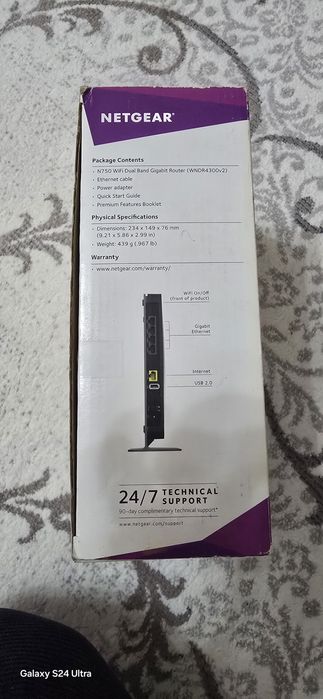 NETGEAR®
Package Contents
• N750 WiFi Dual Band Gigabit Router (WNDR4300v2)
• Ethernet cable
• Power adapter
• Quick Start Guide
• Premium Features Booklet
Physical Specifications
• Dimensions: 234 x 149 x 76 mm
(9.21 x 5.86 x 2.99 in)
• Weight: 439 g (.967 lb)
Warranty
• www.netgear.com/warranty/
WiFi On/Off
(front of product)
Gigabit
Ethernet
Internet
USB 2.0
24/7 TECHNICAL
SUPPORT
90-day complimentary technical support*
www.netgear.com/support
Galaxy S24 Ultra